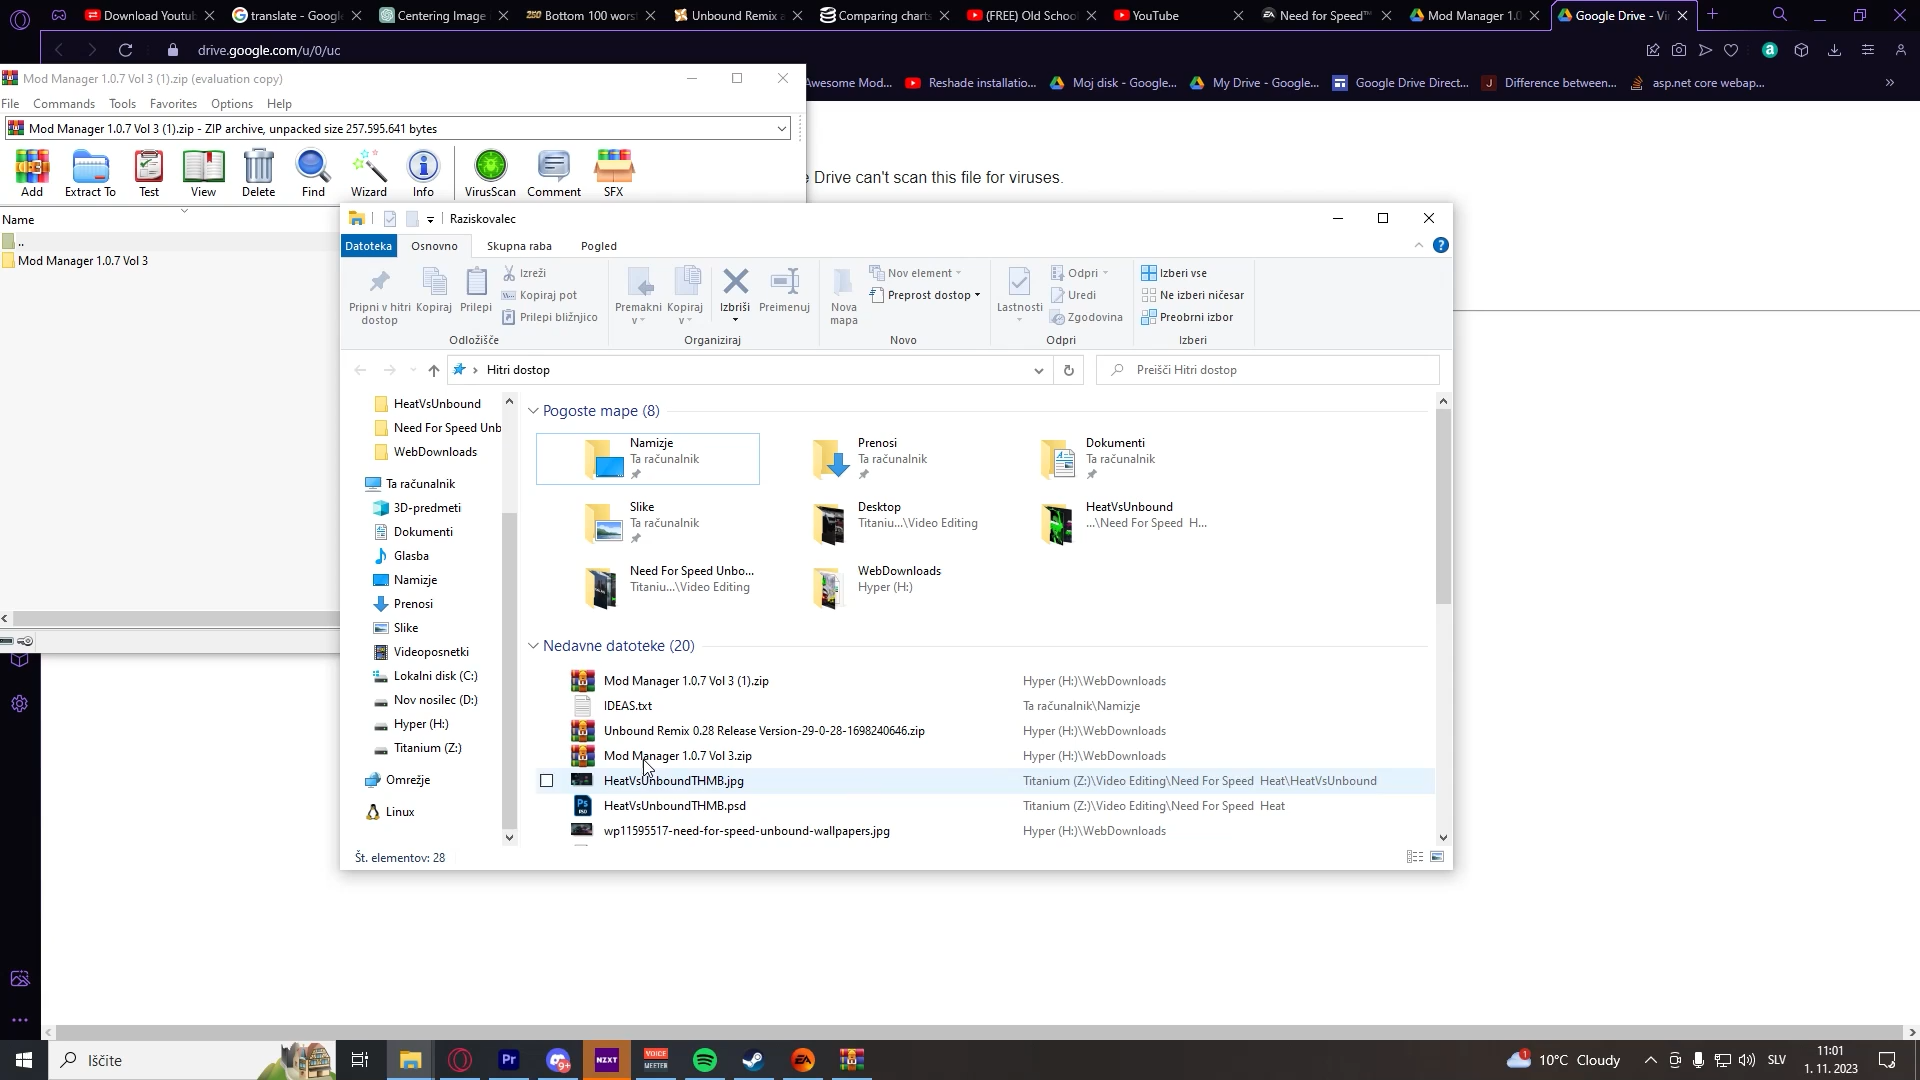 Download Youtu
translate - Googl
Centering Image
Bottom 100 wors
Unbound Remix a
Comparing charts
(FREE) Old Schoo
YouTube
Need for Speed™
Mod Manager 1.0
Google Drive - Vi
drive.google.com/u/0/uc
Awesome Mod...
Reshade installatio...
Moj disk - Google...
My Drive - Google...
Google Drive Direct...
Difference between...
asp.net core webap...
Mod Manager 1.0.7 Vol 3 (1).zip (evaluation copy)
File Commands Tools Favorites Options Help
Mod Manager 1.0.7 Vol 3 (1).zip - ZIP archive, unpacked size 257.595.641 bytes
Add Extract To Test View Delete Find Wizard Info VirusScan Comment SFX
Drive can't scan this file for viruses.
Name
..
Mod Manager 1.0.7 Vol 3
Raziskovalec
Datoteka Osnovno Skupna raba Pogled
Pripni v hitri dostop
Kopiraj
Prilepi
Izreži
Kopiraj pot
Prilepi bližnjico
Odložišče
Premakni v
Kopiraj v
Izbriši
Preimenuj
Organiziraj
Nova mapa
Nov element
Preprost dostop
Novo
Lastnosti
Odpri
Uredi
Zgodovina
Odpri
Izberi vse
Ne izberi ničesar
Preobrni izbor
Izberi
Hitri dostop
Preišči Hitri dostop
HeatVsUnbound
Need For Speed Unb
WebDownloads
Ta računalnik
3D-predmeti
Dokumenti
Glasba
Namizje
Prenosi
Slike
Videoposnetki
Lokalni disk (C:)
Nov nosilec (D:)
Hyper (H:)
Titanium (Z:)
Omrežje
Linux
Pogoste mape (8)
Namizje
Ta računalnik
Prenosi
Ta računalnik
Dokumenti
Ta računalnik
Slike
Ta računalnik
Desktop
Titaniu...\Video Editing
HeatVsUnbound
...\Need For Speed H...
Need For Speed Unbo...
Titaniu...\Video Editing
WebDownloads
Hyper (H:)
Nedavne datoteke (20)
Mod Manager 1.0.7 Vol 3 (1).zip Hyper (H:)\WebDownloads
IDEAS.txt Ta računalnik\Namizje
Unbound Remix 0.28 Release Version-29-0-28-1698240646.zip Hyper (H:)\WebDownloads
Mod Manager 1.0.7 Vol 3.zip Hyper (H:)\WebDownloads
HeatVsUnboundTHMB.jpg Titanium (Z:)\Video Editing\Need For Speed Heat\HeatVsUnbound
HeatVsUnboundTHMB.psd Titanium (Z:)\Video Editing\Need For Speed Heat
wp11595517-need-for-speed-unbound-wallpapers.jpg Hyper (H:)\WebDownloads
Št. elementov: 28
Iščite
Pr
9+
NZXT
VOICE MEETER
EA
1
10°C Cloudy
SLV
11:01
1. 11. 2023